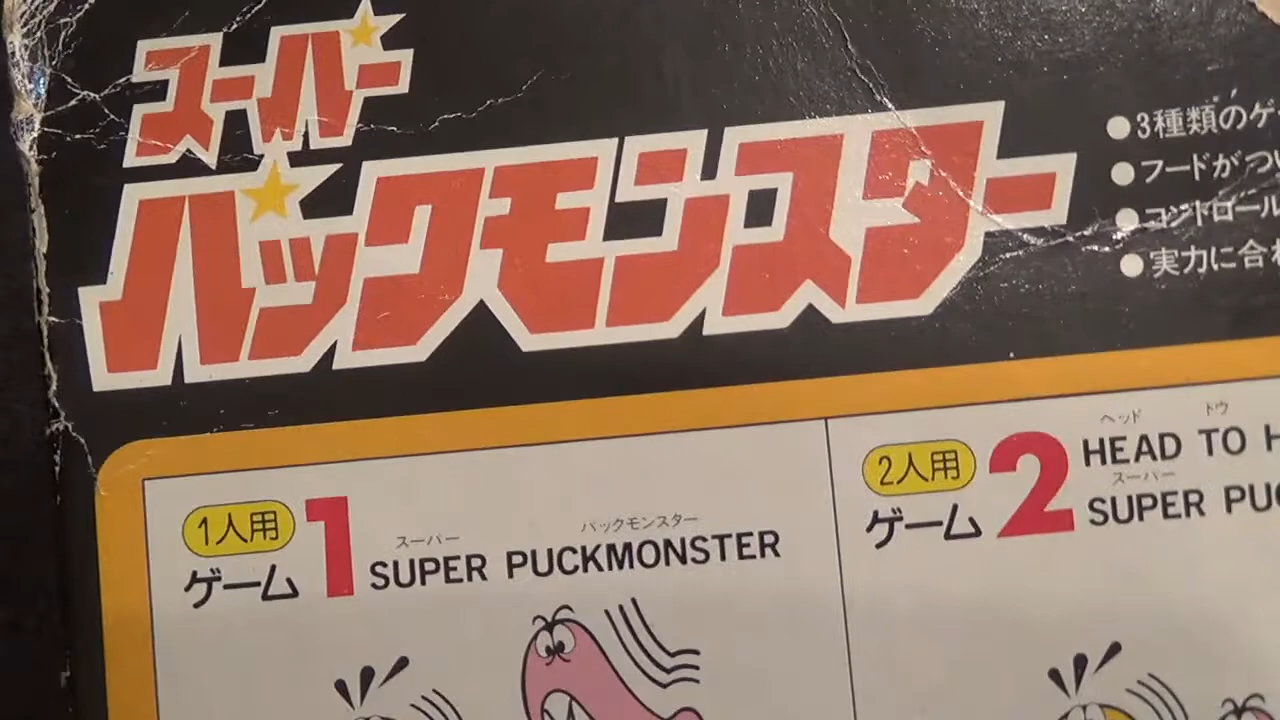 スーパー
パックモンスター
●3種類のゲ
●フードがつ
●コントロール
●実力に合わ
1人用
ゲーム1
スーパー パックモンスター
SUPER PUCKMONSTER
2人用
ゲーム2
ヘッド トウ
HEAD TO H
スーパー
SUPER PUC